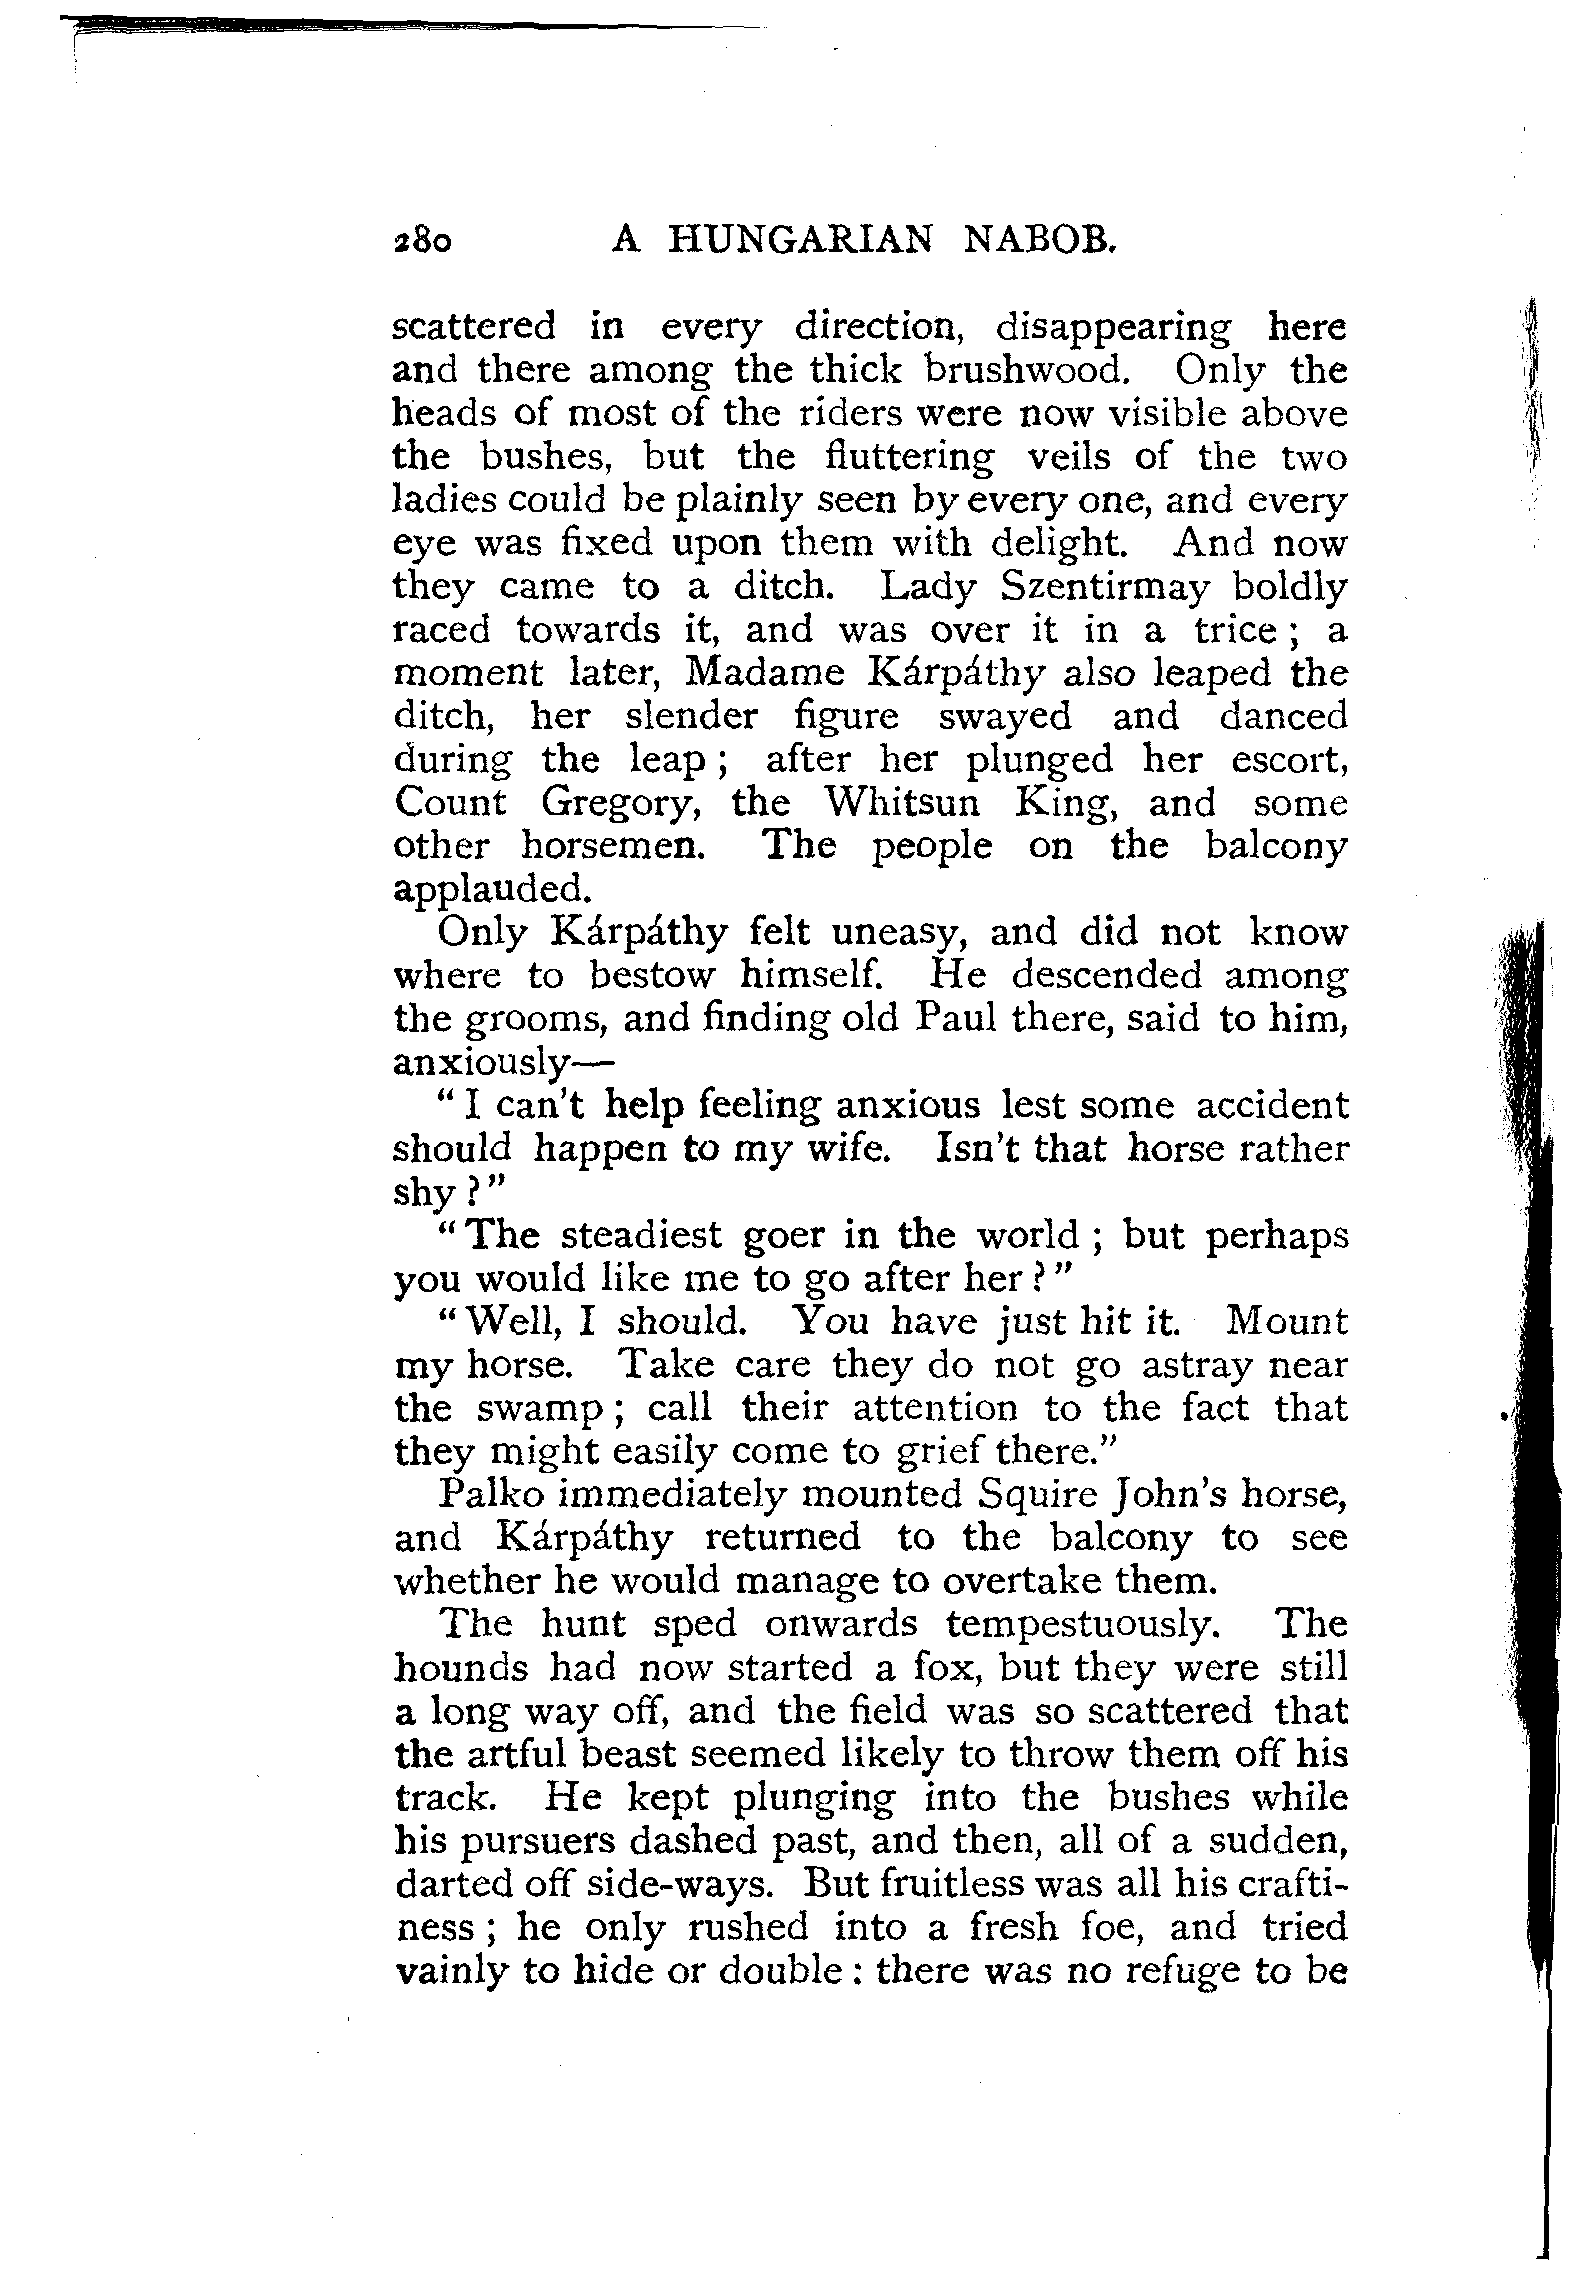 280 A HUNGARIAN NABOB.
scattered in every direction, disappearing here
and there among the thick brushwood. Only the
heads of most of the riders were now visible above
the bushes, but the fluttering veils of the two
ladies could be plainly seen by every one, and every
eye was fixed upon them with delight. And now
they came to a ditch. Lady Szentirmay boldly
raced towards it, and was over it in a trice ; a
moment later, Madame Kárpáthy also leaped the
ditch, her slender figure swayed and danced
during the leap ; after her plunged her escort,
Count Gregory, the Whitsun King, and some
other horsemen. The people on the balcony
applauded.
Only Kárpáthy felt uneasy, and did not know
where to bestow himself. He descended among
the grooms, and finding old Paul there, said to him,
anxiously—
“ I can't help feeling anxious lest some accident
should happen to my wife. Isn't that horse rather
shy ? ”
“ The steadiest goer in the world ; but perhaps
you would like me to go after her ? ”
“ Well, I should. You have just hit it. Mount
my horse. Take care they do not go astray near
the swamp ; call their attention to the fact that
they might easily come to grief there.”
Palko immediately mounted Squire John's horse,
and Kárpáthy returned to the balcony to see
whether he would manage to overtake them.
The hunt sped onwards tempestuously. The
hounds had now started a fox, but they were still
a long way off, and the field was so scattered that
the artful beast seemed likely to throw them off his
track. He kept plunging into the bushes while
his pursuers dashed past, and then, all of a sudden,
darted off side-ways. But fruitless was all his crafti-
ness ; he only rushed into a fresh foe, and tried
vainly to hide or double : there was no refuge to be